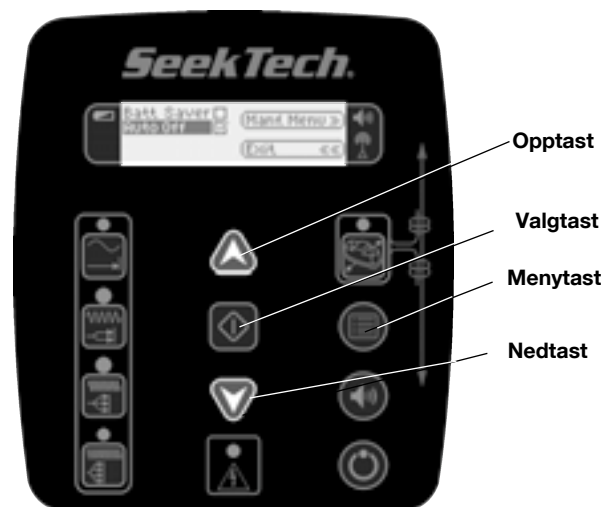 SeekTech.
Batt. Saver
Auto Off
Main Menu >>
Exit <<
Opptast
Valgtast
Menytast
Nedtast